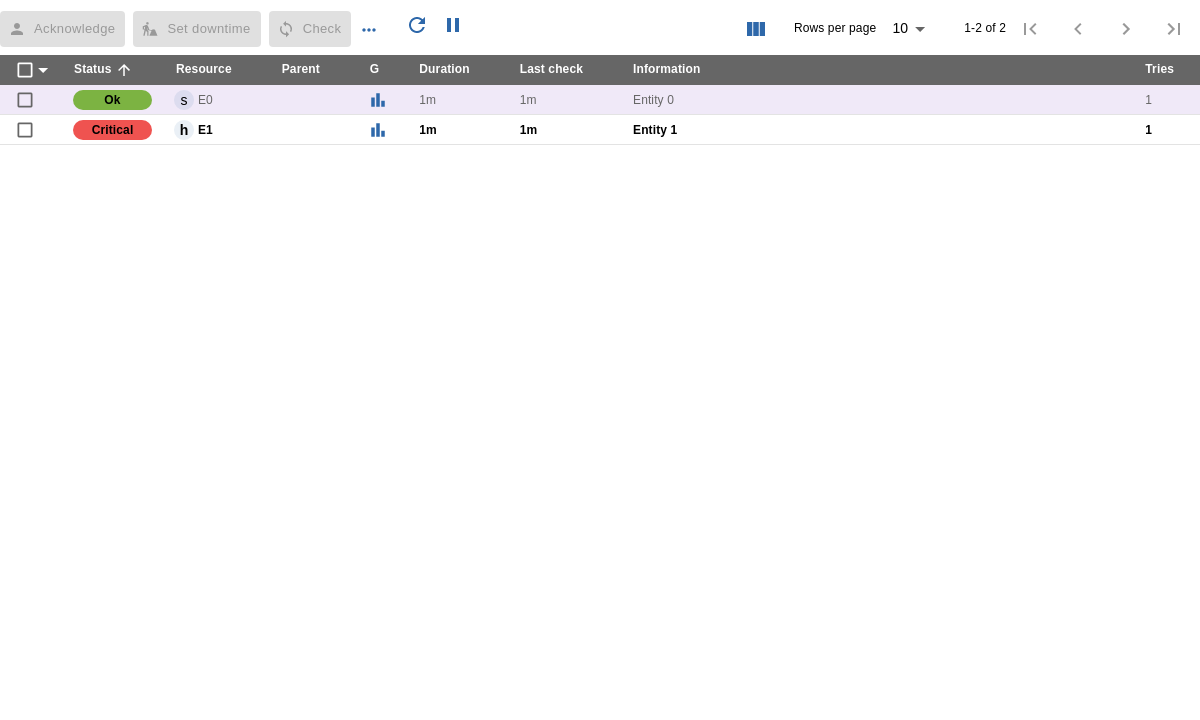 Acknowledge Set downtime Check Rows per page 10 1-2 of 2
Status Resource Parent G Duration Last check Information Tries
Ok s E0 1m 1m Entity 0 1
Critical h E1 1m 1m Entity 1 1